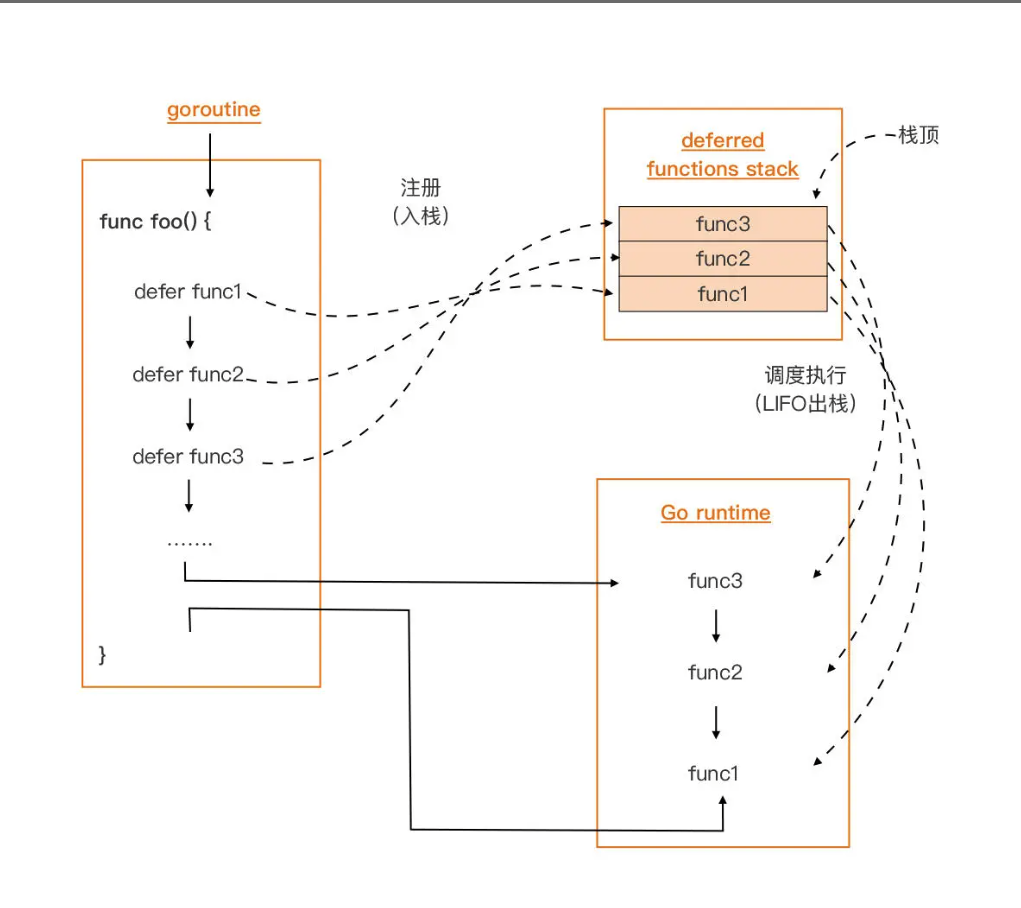 goroutine
func foo() {
defer func1
defer func2
defer func3
.......
}
注册
(入栈)
deferred
functions stack
栈顶
func3
func2
func1
调度执行
(LIFO出栈)
Go runtime
func3
func2
func1